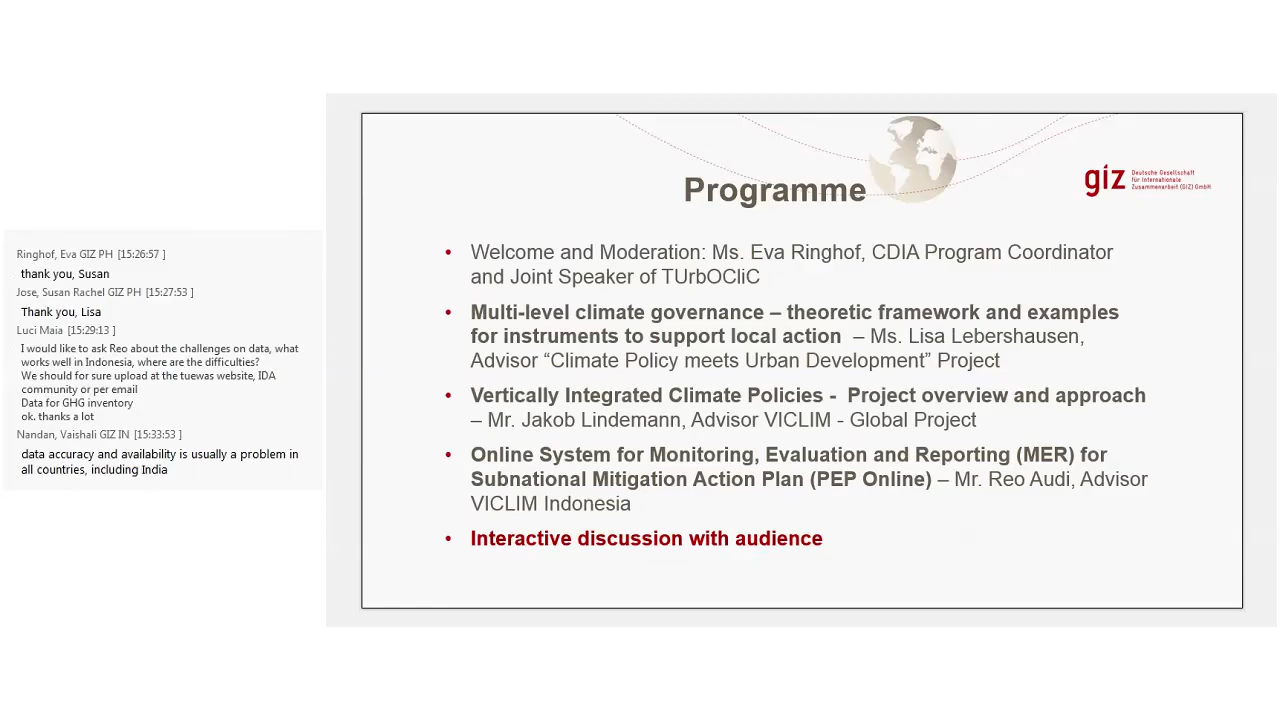 Ringhof, Eva GIZ PH [15:26:57 ]
thank you, Susan
Jose, Susan Rachel GIZ PH [15:27:53 ]
Thank you, Lisa
Luci Maia [15:29:13 ]
I would like to ask Reo about the challenges on data, what
works well in Indonesia, where are the difficulties?
We should for sure upload at the tuewas website, IDA
community or per email
Data for GHG inventory
ok. thanks a lot
Nandan, Vaishali GIZ IN [15:33:53 ]
data accuracy and availability is usually a problem in
all countries, including India
Programme
giz Deutsche Gesellschaft
für Internationale
Zusammenarbeit (GIZ) GmbH
• Welcome and Moderation: Ms. Eva Ringhof, CDIA Program Coordinator
and Joint Speaker of TUrbOCliC
• Multi-level climate governance – theoretic framework and examples
for instruments to support local action – Ms. Lisa Lebershausen,
Advisor “Climate Policy meets Urban Development” Project
• Vertically Integrated Climate Policies - Project overview and approach
– Mr. Jakob Lindemann, Advisor VICLIM - Global Project
• Online System for Monitoring, Evaluation and Reporting (MER) for
Subnational Mitigation Action Plan (PEP Online) – Mr. Reo Audi, Advisor
VICLIM Indonesia
• Interactive discussion with audience